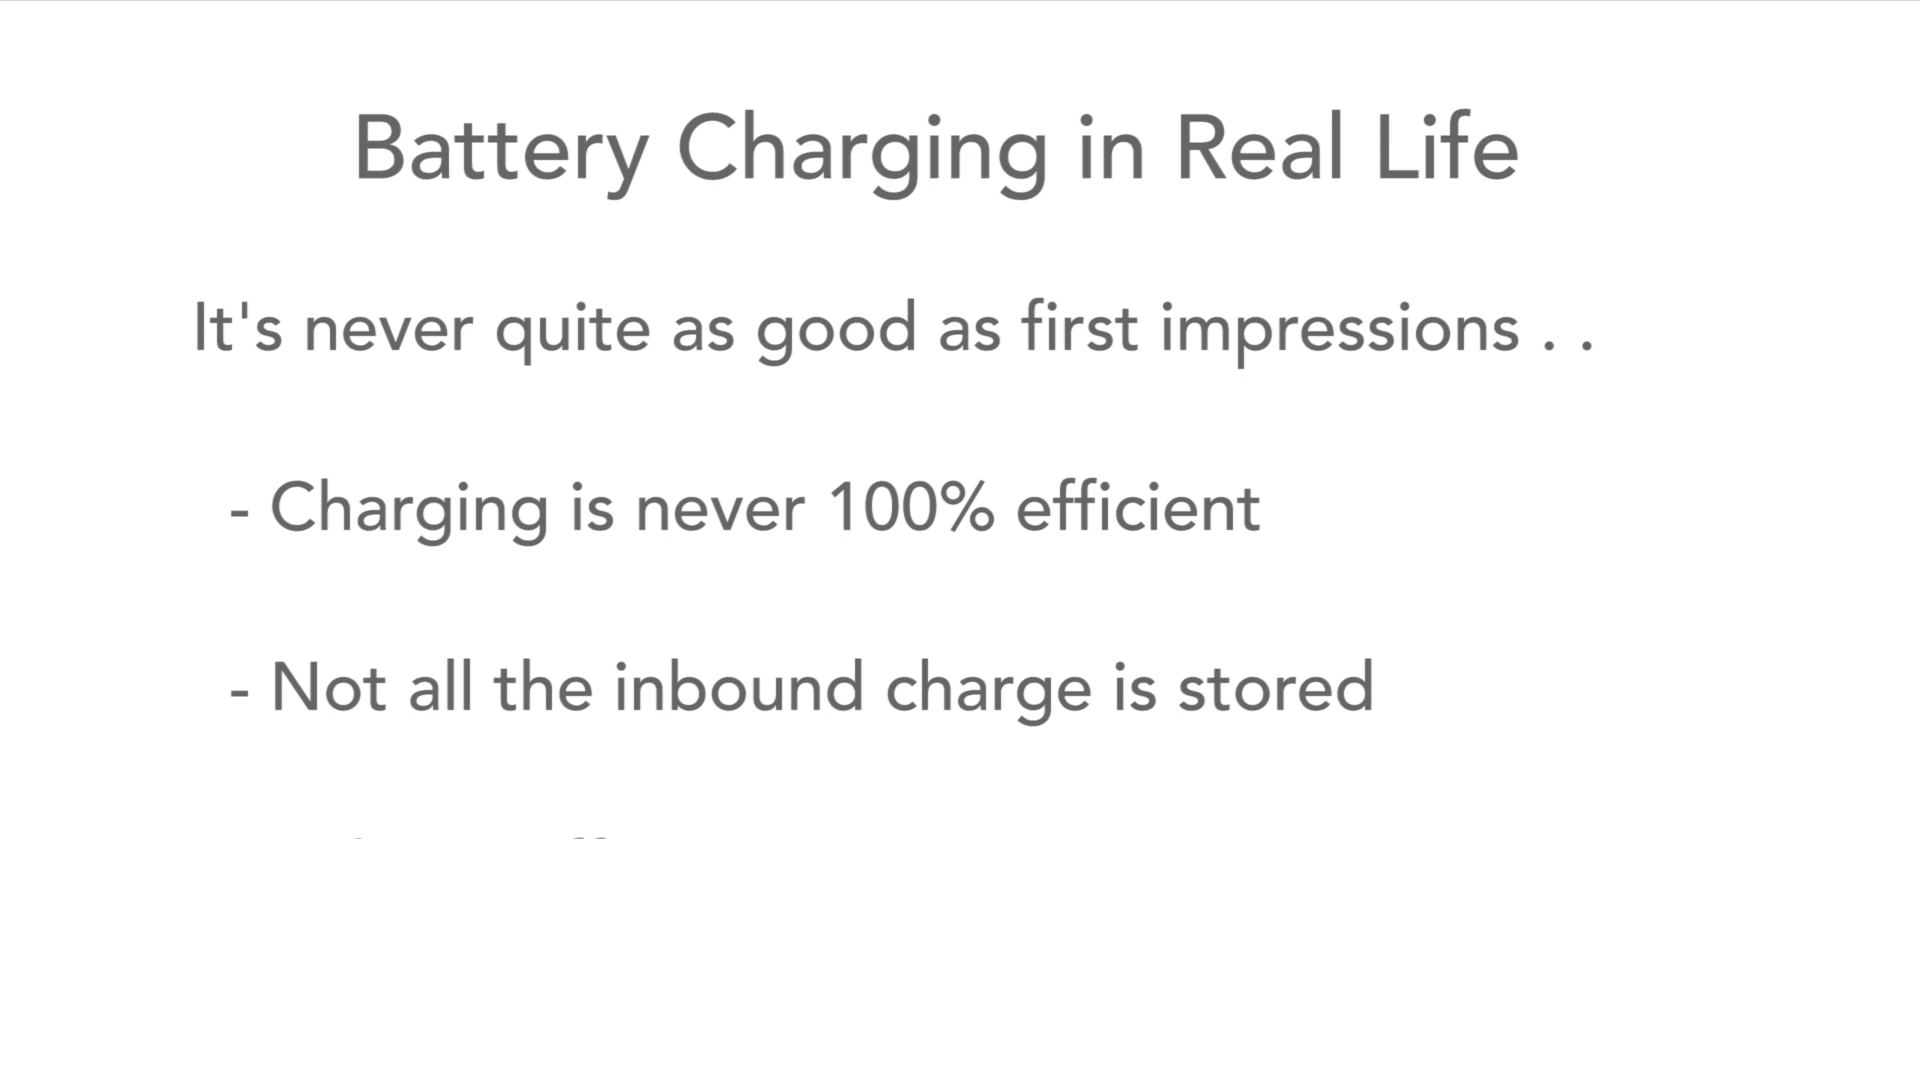 Battery Charging in Real Life
It's never quite as good as first impressions . .
- Charging is never 100% efficient
- Not all the inbound charge is stored